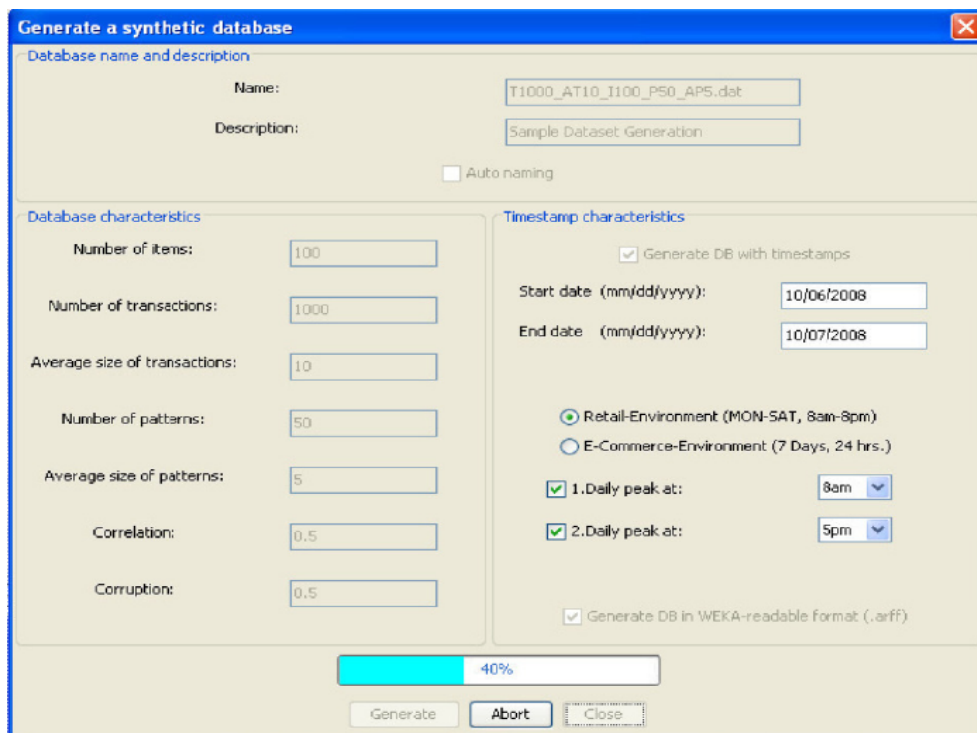 Generate a synthetic database
Database name and description
Name:
T1000_AT10_I100_P50_AP5.dat
Description:
Sample Dataset Generation
Auto naming
Database characteristics
Number of items:
100
Number of transactions:
1000
Average size of transactions:
10
Number of patterns:
50
Average size of patterns:
5
Correlation:
0.5
Corruption:
0.5
Timestamp characteristics
Generate DB with timestamps
Start date (mm/dd/yyyy):
10/06/2008
End date (mm/dd/yyyy):
10/07/2008
Retail-Environment (MON-SAT, 8am-8pm)
E-Commerce-Environment (7 Days, 24 hrs.)
1.Daily peak at:
8am
2.Daily peak at:
5pm
Generate DB in WEKA-readable format (.arff)
40%
Generate
Abort
Close